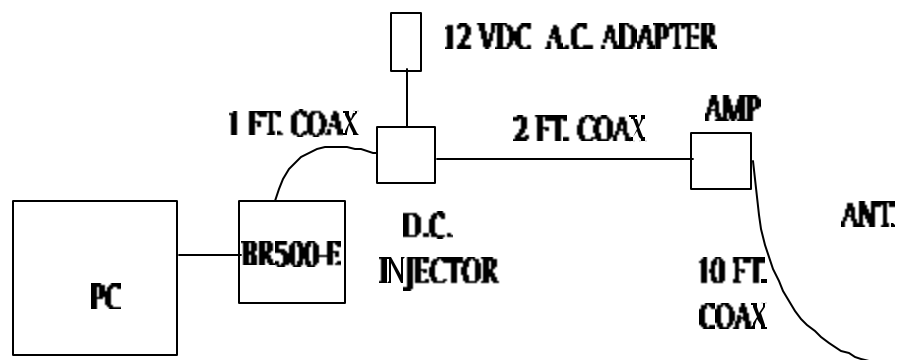 12 VDC A.C. ADAPTER
1 FT. COAX
2 FT. COAX
AMP
ANT.
D.C.
INJECTOR
BR500-E
PC
10 FT.
COAX